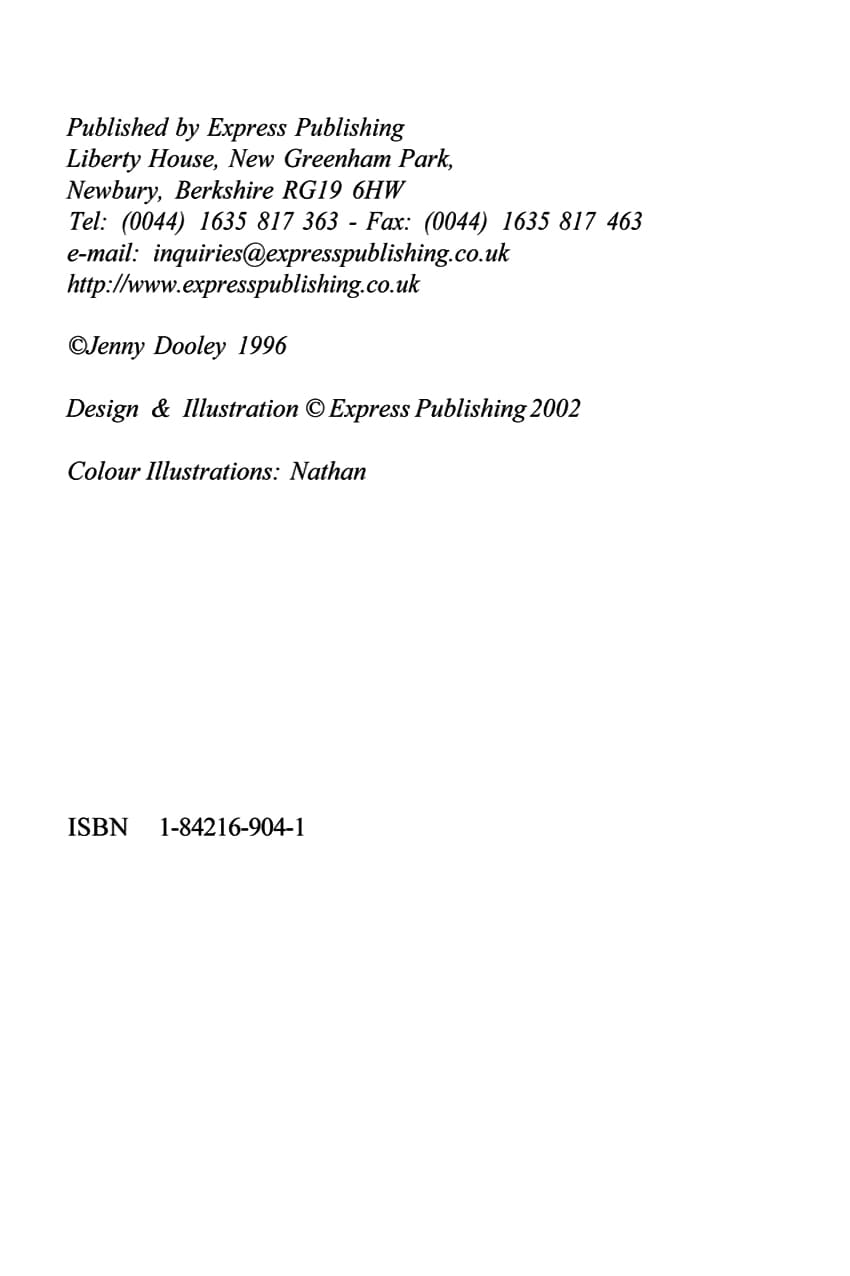 Published by Express Publishing
Liberty House, New Greenham Park,
Newbury, Berkshire RG19 6HW
Tel: (0044) 1635 817 363 - Fax: (0044) 1635 817 463
e-mail: inquiries@expresspublishing.co.uk
http://www.expresspublishing.co.uk
©Jenny Dooley 1996
Design & Illustration © Express Publishing 2002
Colour Illustrations: Nathan
ISBN 1-84216-904-1